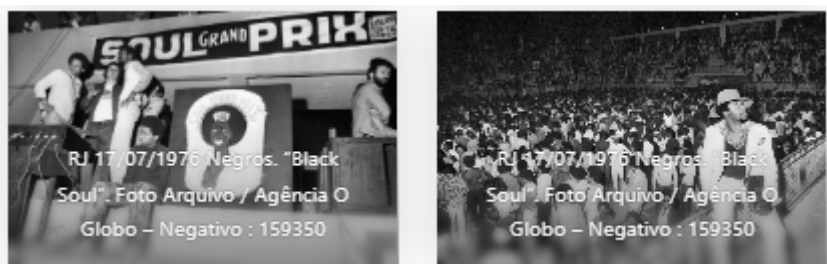 SOUL GRAND PRIX
RJ 17/07/1976 Negros. "Black
Soul". Foto Arquivo / Agência O
Globo – Negativo : 159350
RJ 17/07/1976 Negros. "Black
Soul". Foto Arquivo / Agência O
Globo – Negativo : 159350